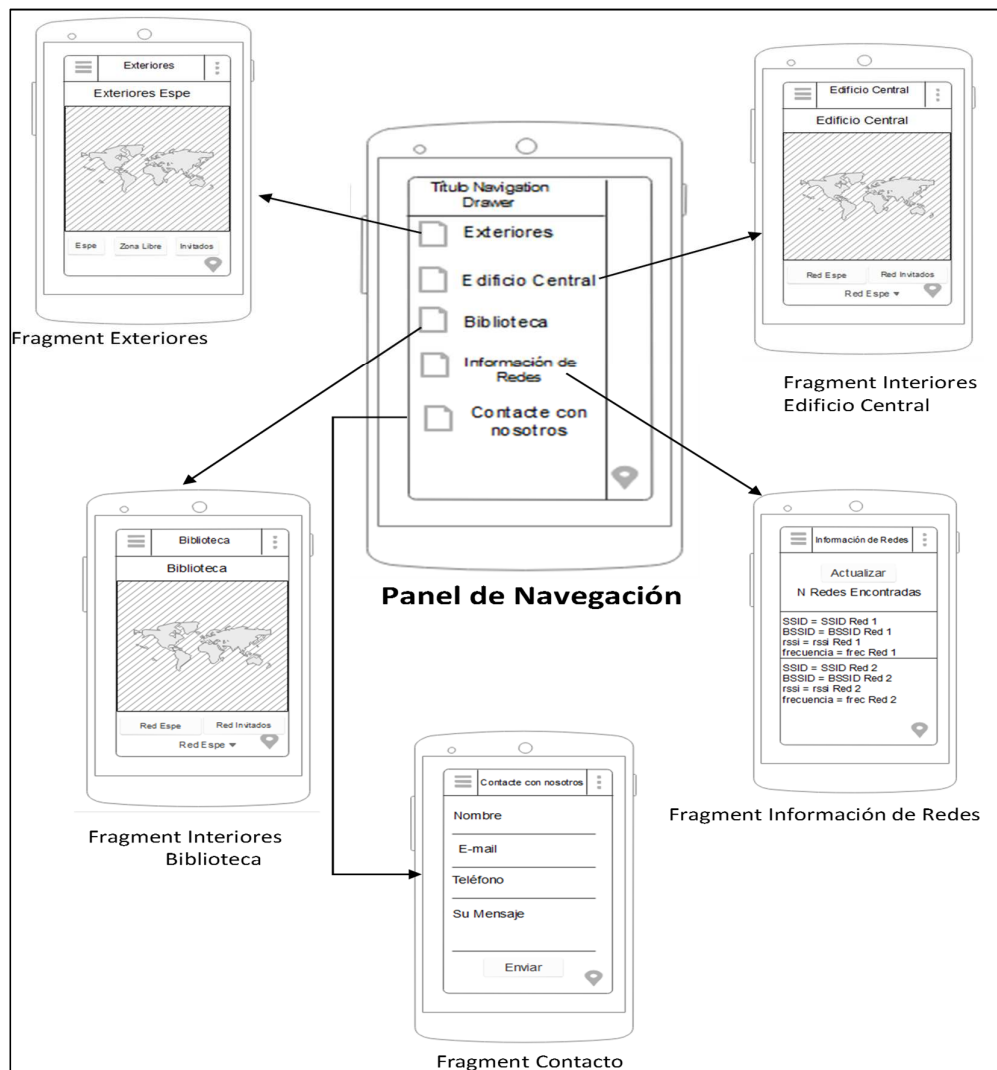 Exteriores
Exteriores Espe
Espe
Zona Libre
Invitados
Fragment Exteriores
Títub Navigation
Drawer
Exteriores
Edificio Central
Biblioteca
Información de
Redes
Contacte con
nosotros
Panel de Navegación
Edificio Central
Edificio Central
Red Espe
Red Invitados
Red Espe
Fragment Interiores
Edificio Central
Biblioteca
Biblioteca
Red Espe
Red Invitados
Red Espe
Fragment Interiores
Biblioteca
Información de Redes
Actualizar
N Redes Encontradas
SSID = SSID Red 1
BSSID = BSSID Red 1
rssi = rssi Red 1
frecuencia = frec Red 1
SSID = SSID Red 2
BSSID = BSSID Red 2
rssi = rssi Red 2
frecuencia = frec Red 2
Fragment Información de Redes
Contacte con nosotros
Nombre
E-mail
Teléfono
Su Mensaje
Enviar
Fragment Contacto